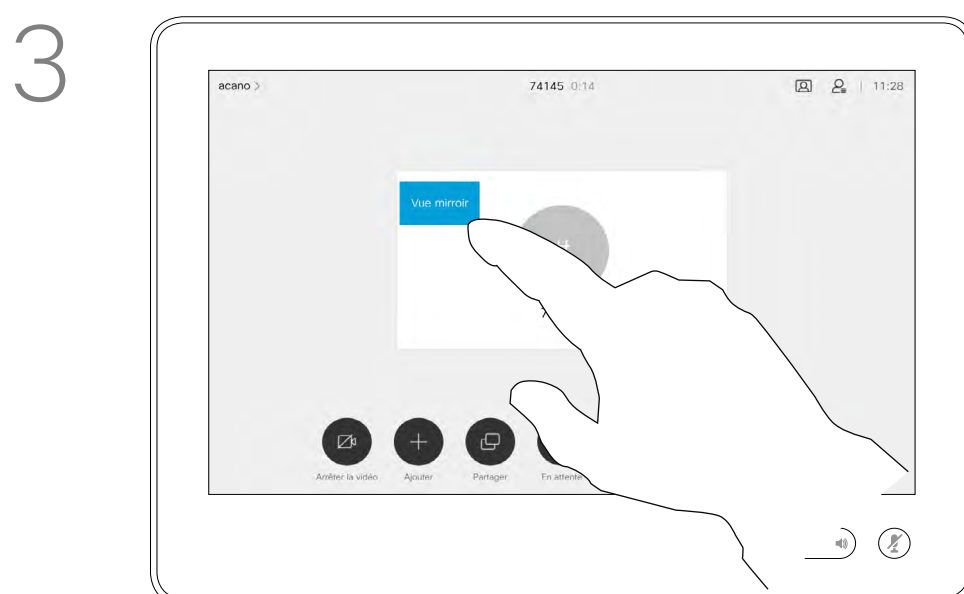 3
acano >
74145 0:14
11:28
Vue mirroir
Arrêter la vidéo
Ajouter
Partager
En attente